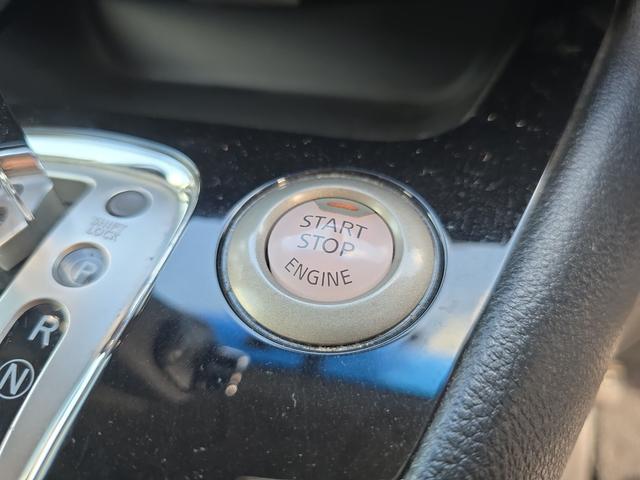 START
STOP
ENGINE
SHIFT
LOCK
P
R
N